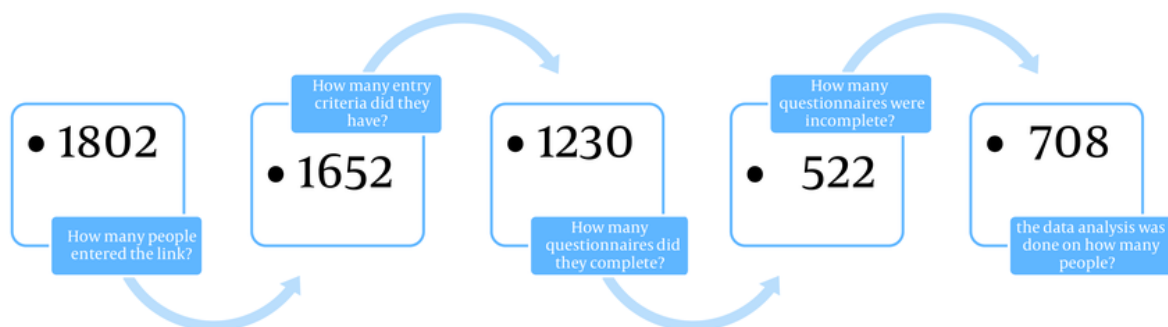 • 1802
How many people
entered the link?
How many entry
criteria did they
have?
• 1652
• 1230
How many
questionnaires did
they complete?
How many
questionnaires were
incomplete?
• 522
• 708
the data analysis was
done on how many
people?